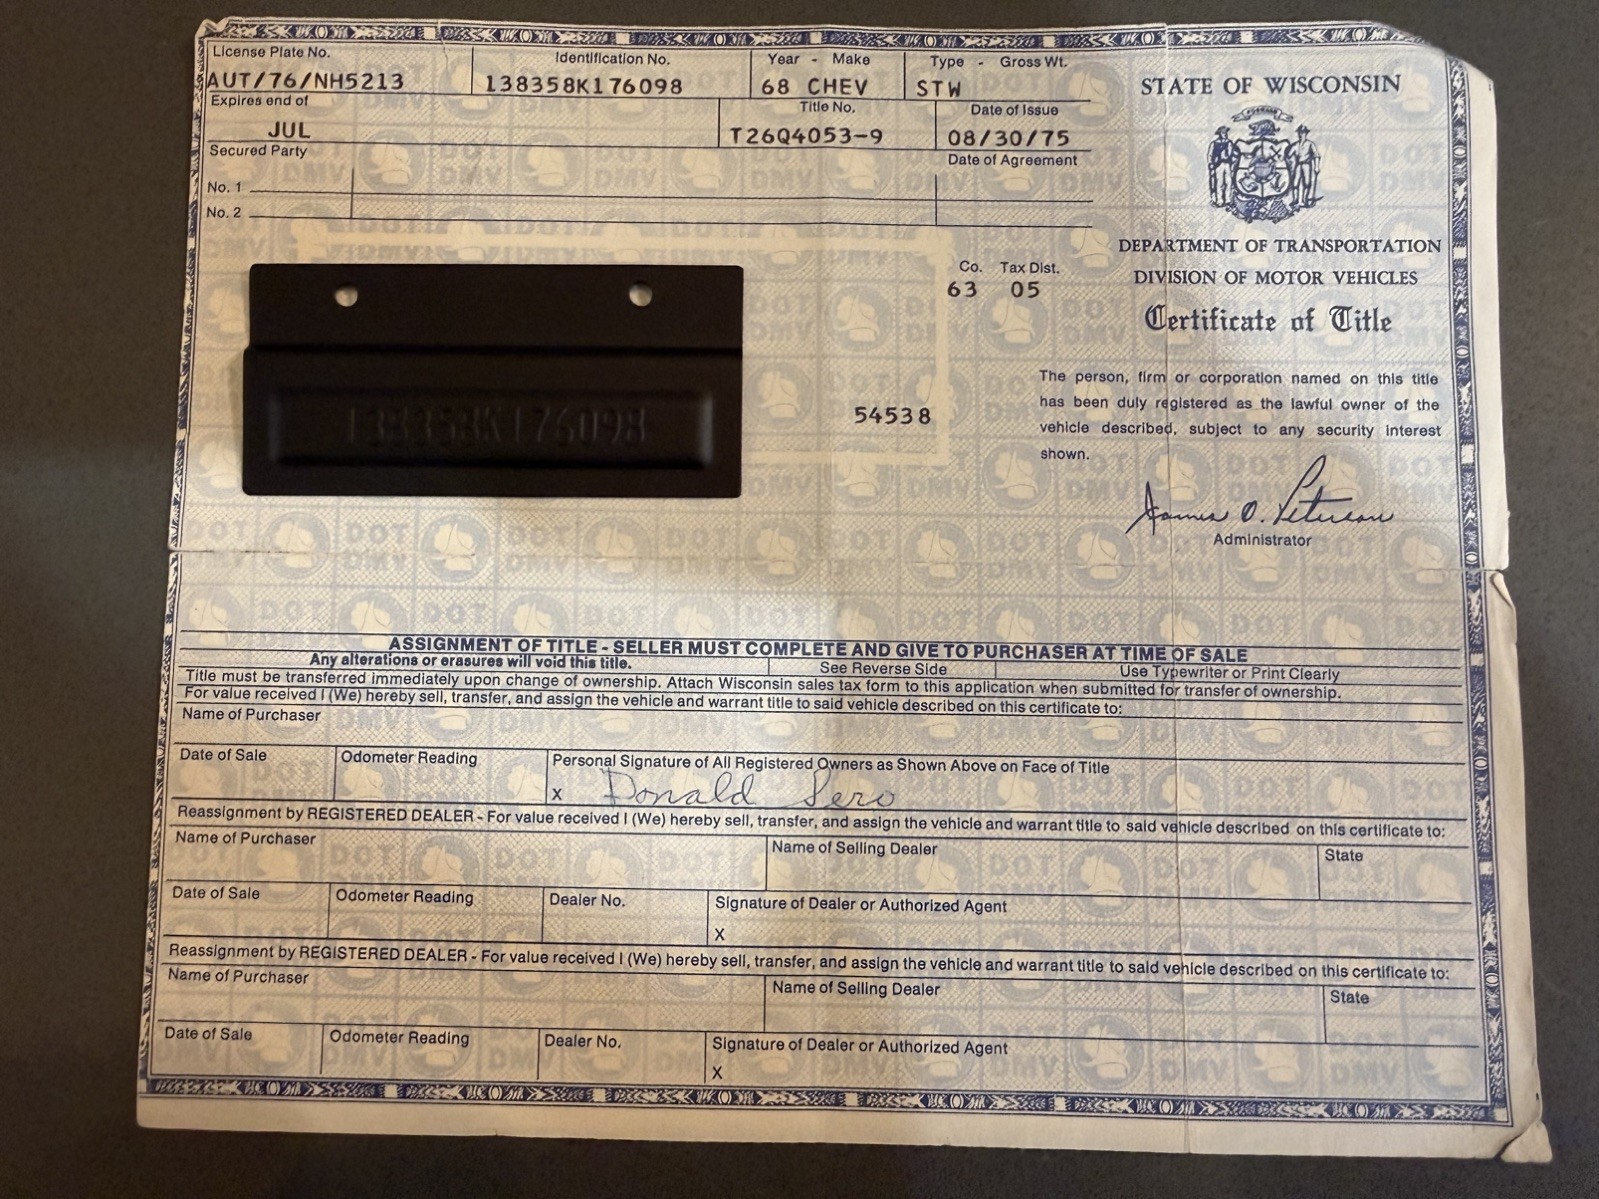 License Plate No. Identification No. Year - Make Type - Gross Wt.
AUT/76/NH5213 138358K176098 68 CHEV STW
STATE OF WISCONSIN
Expires end of Title No. Date of Issue
JUL T26Q4053-9 08/30/75
Secured Party Date of Agreement
No. 1
No. 2
DEPARTMENT OF TRANSPORTATION
DIVISION OF MOTOR VEHICLES
Co. Tax Dist.
63 05
Certificate of Title
The person, firm or corporation named on this title
has been duly registered as the lawful owner of the
vehicle described, subject to any security interest
shown.
138358K176098
54538
James O. Peterson
Administrator
ASSIGNMENT OF TITLE - SELLER MUST COMPLETE AND GIVE TO PURCHASER AT TIME OF SALE
Any alterations or erasures will void this title. See Reverse Side Use Typewriter or Print Clearly
Title must be transferred immediately upon change of ownership. Attach Wisconsin sales tax form to this application when submitted for transfer of ownership.
For value received I (We) hereby sell, transfer, and assign the vehicle and warrant title to said vehicle described on this certificate to:
Name of Purchaser
Date of Sale Odometer Reading Personal Signature of All Registered Owners as Shown Above on Face of Title
X Donald Sero
Reassignment by REGISTERED DEALER - For value received I (We) hereby sell, transfer, and assign the vehicle and warrant title to said vehicle described on this certificate to:
Name of Purchaser Name of Selling Dealer State
Date of Sale Odometer Reading Dealer No. Signature of Dealer or Authorized Agent
X
Reassignment by REGISTERED DEALER - For value received I (We) hereby sell, transfer, and assign the vehicle and warrant title to said vehicle described on this certificate to:
Name of Purchaser Name of Selling Dealer State
Date of Sale Odometer Reading Dealer No. Signature of Dealer or Authorized Agent
X